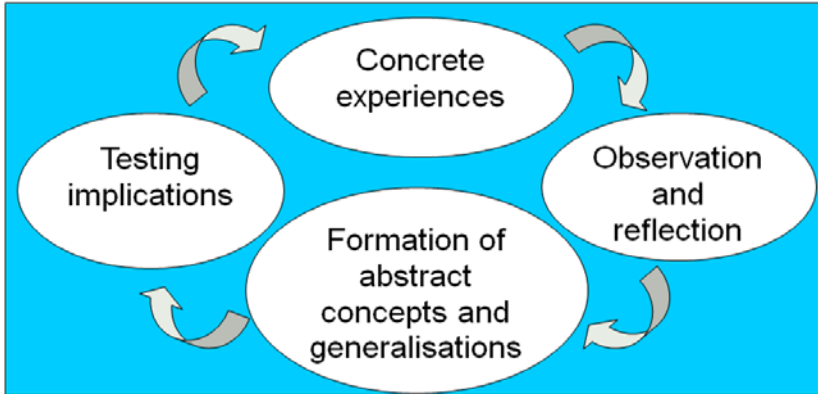 Concrete
experiences
Testing
implications
Observation
and
reflection
Formation of
abstract
concepts and
generalisations